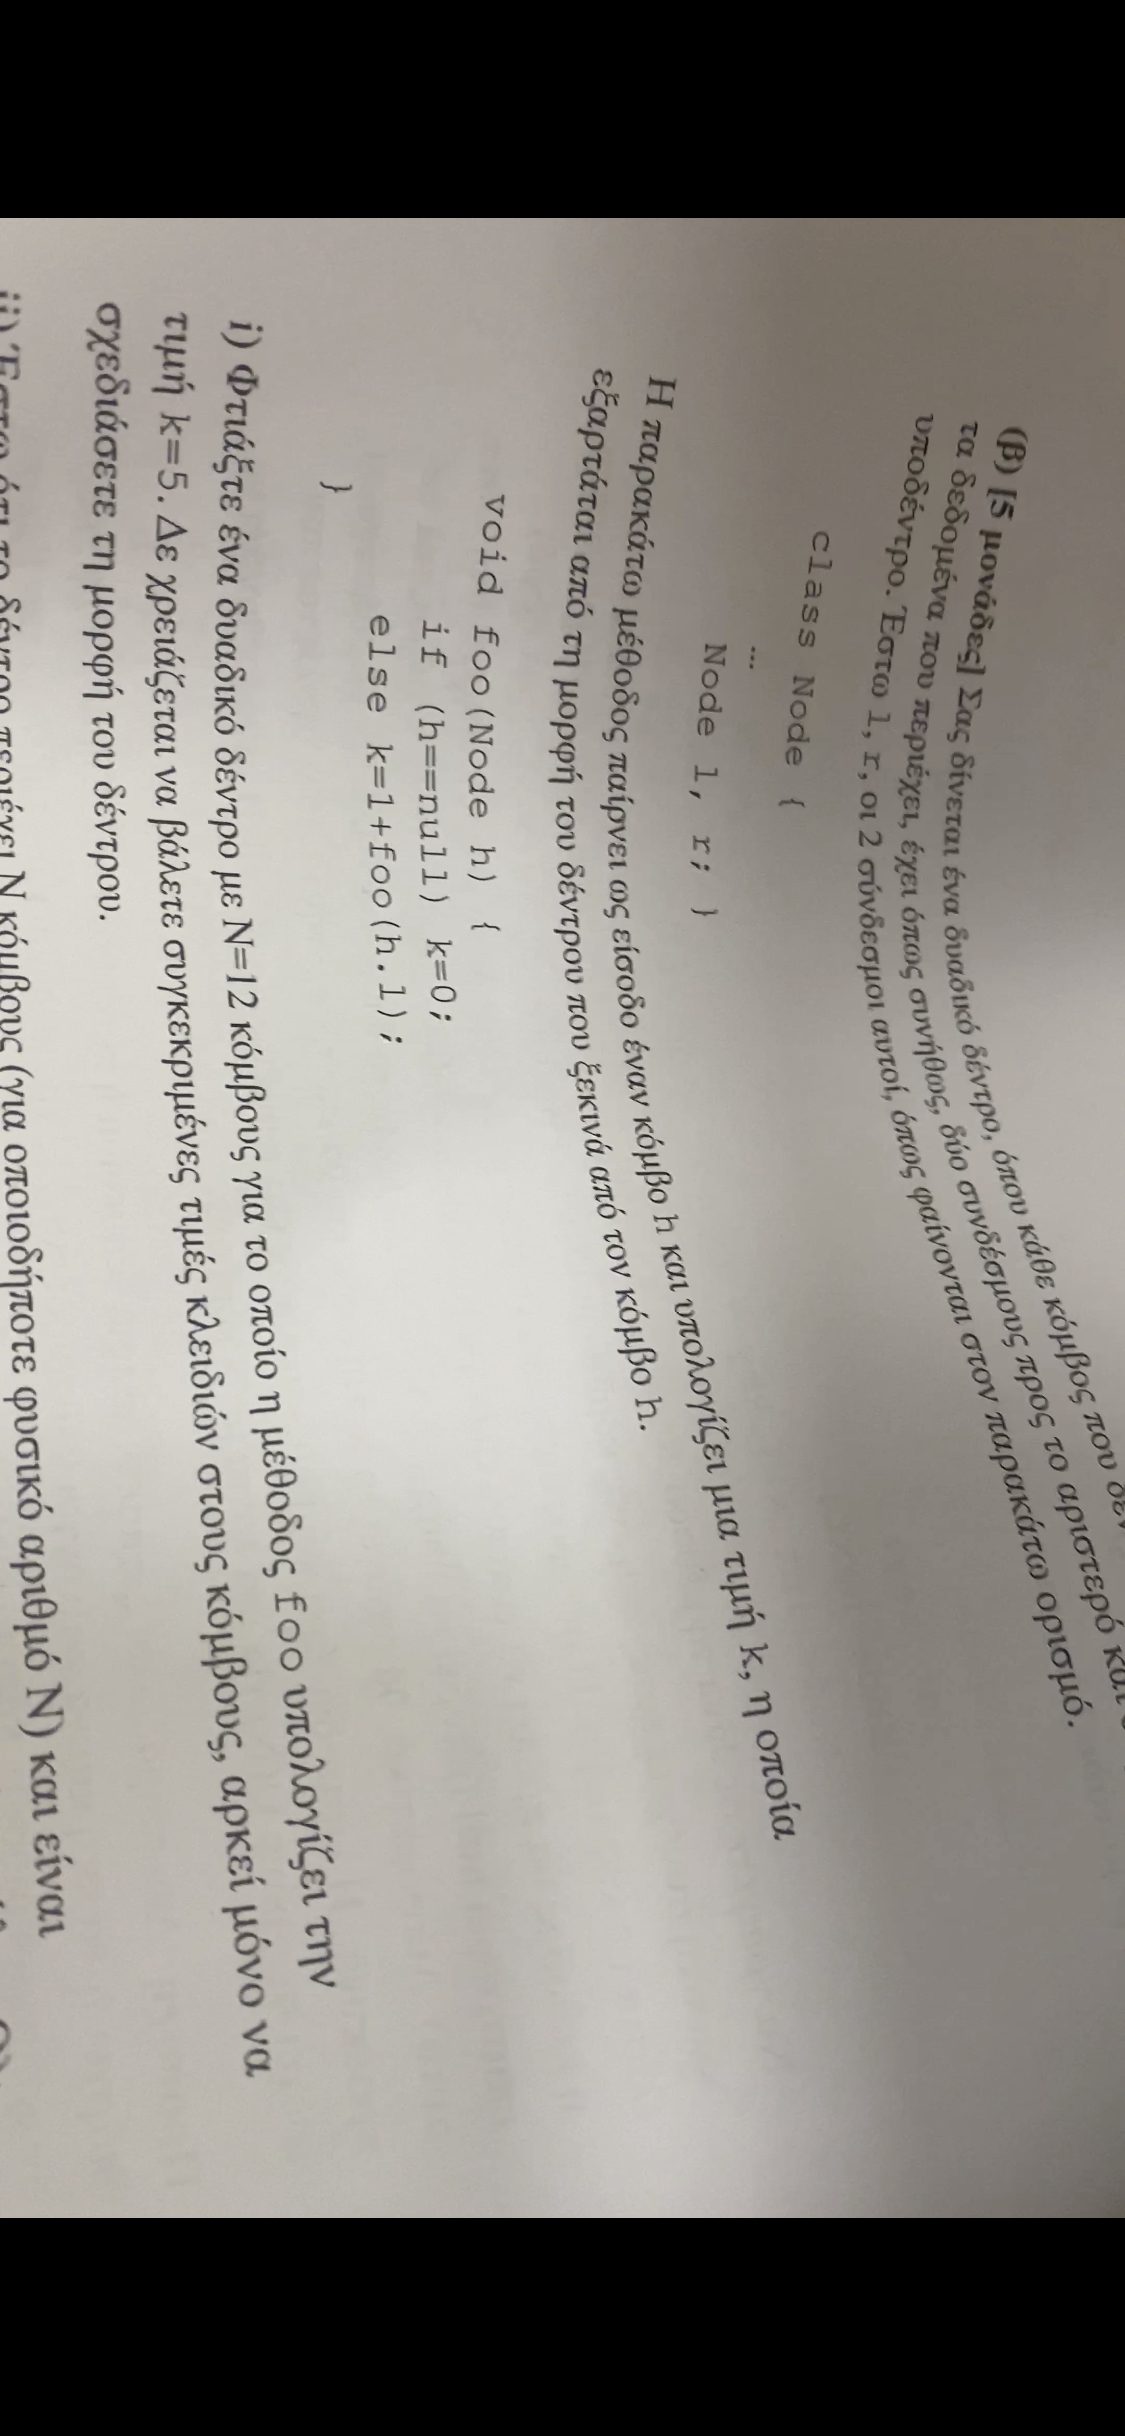 (β) [5 μονάδες] Σας δίνεται ένα δυαδικό δέντρο, όπου κάθε κόμβος που
τα δεδομένα που περιέχει, έχει όπως συνήθως, δύο συνδέσμους προς το αριστερό
υποδέντρο. Έστω l, r, οι 2 σύνδεσμοι αυτοί, όπως φαίνονται στον παρακάτω ορισμό.
class Node {
...
Node l, r; }
Η παρακάτω μέθοδος παίρνει ως είσοδο έναν κόμβο h και υπολογίζει μια τιμή k, η οποία
εξαρτάται από τη μορφή του δέντρου που ξεκινά από τον κόμβο h.
void foo(Node h) {
if (h==null) k=0;
else k=1+foo(h.l);
}
i) Φτιάξτε ένα δυαδικό δέντρο με N=12 κόμβους για το οποίο η μέθοδος foo υπολογίζει την
τιμή k=5. Δε χρειάζεται να βάλετε συγκεκριμένες τιμές κλειδιών στους κόμβους, αρκεί μόνο να
σχεδιάσετε τη μορφή του δέντρου.
ii) Έστω ότι το δέντρο περιέχει N κόμβους (για οποιοδήποτε φυσικό αριθμό N) και είναι